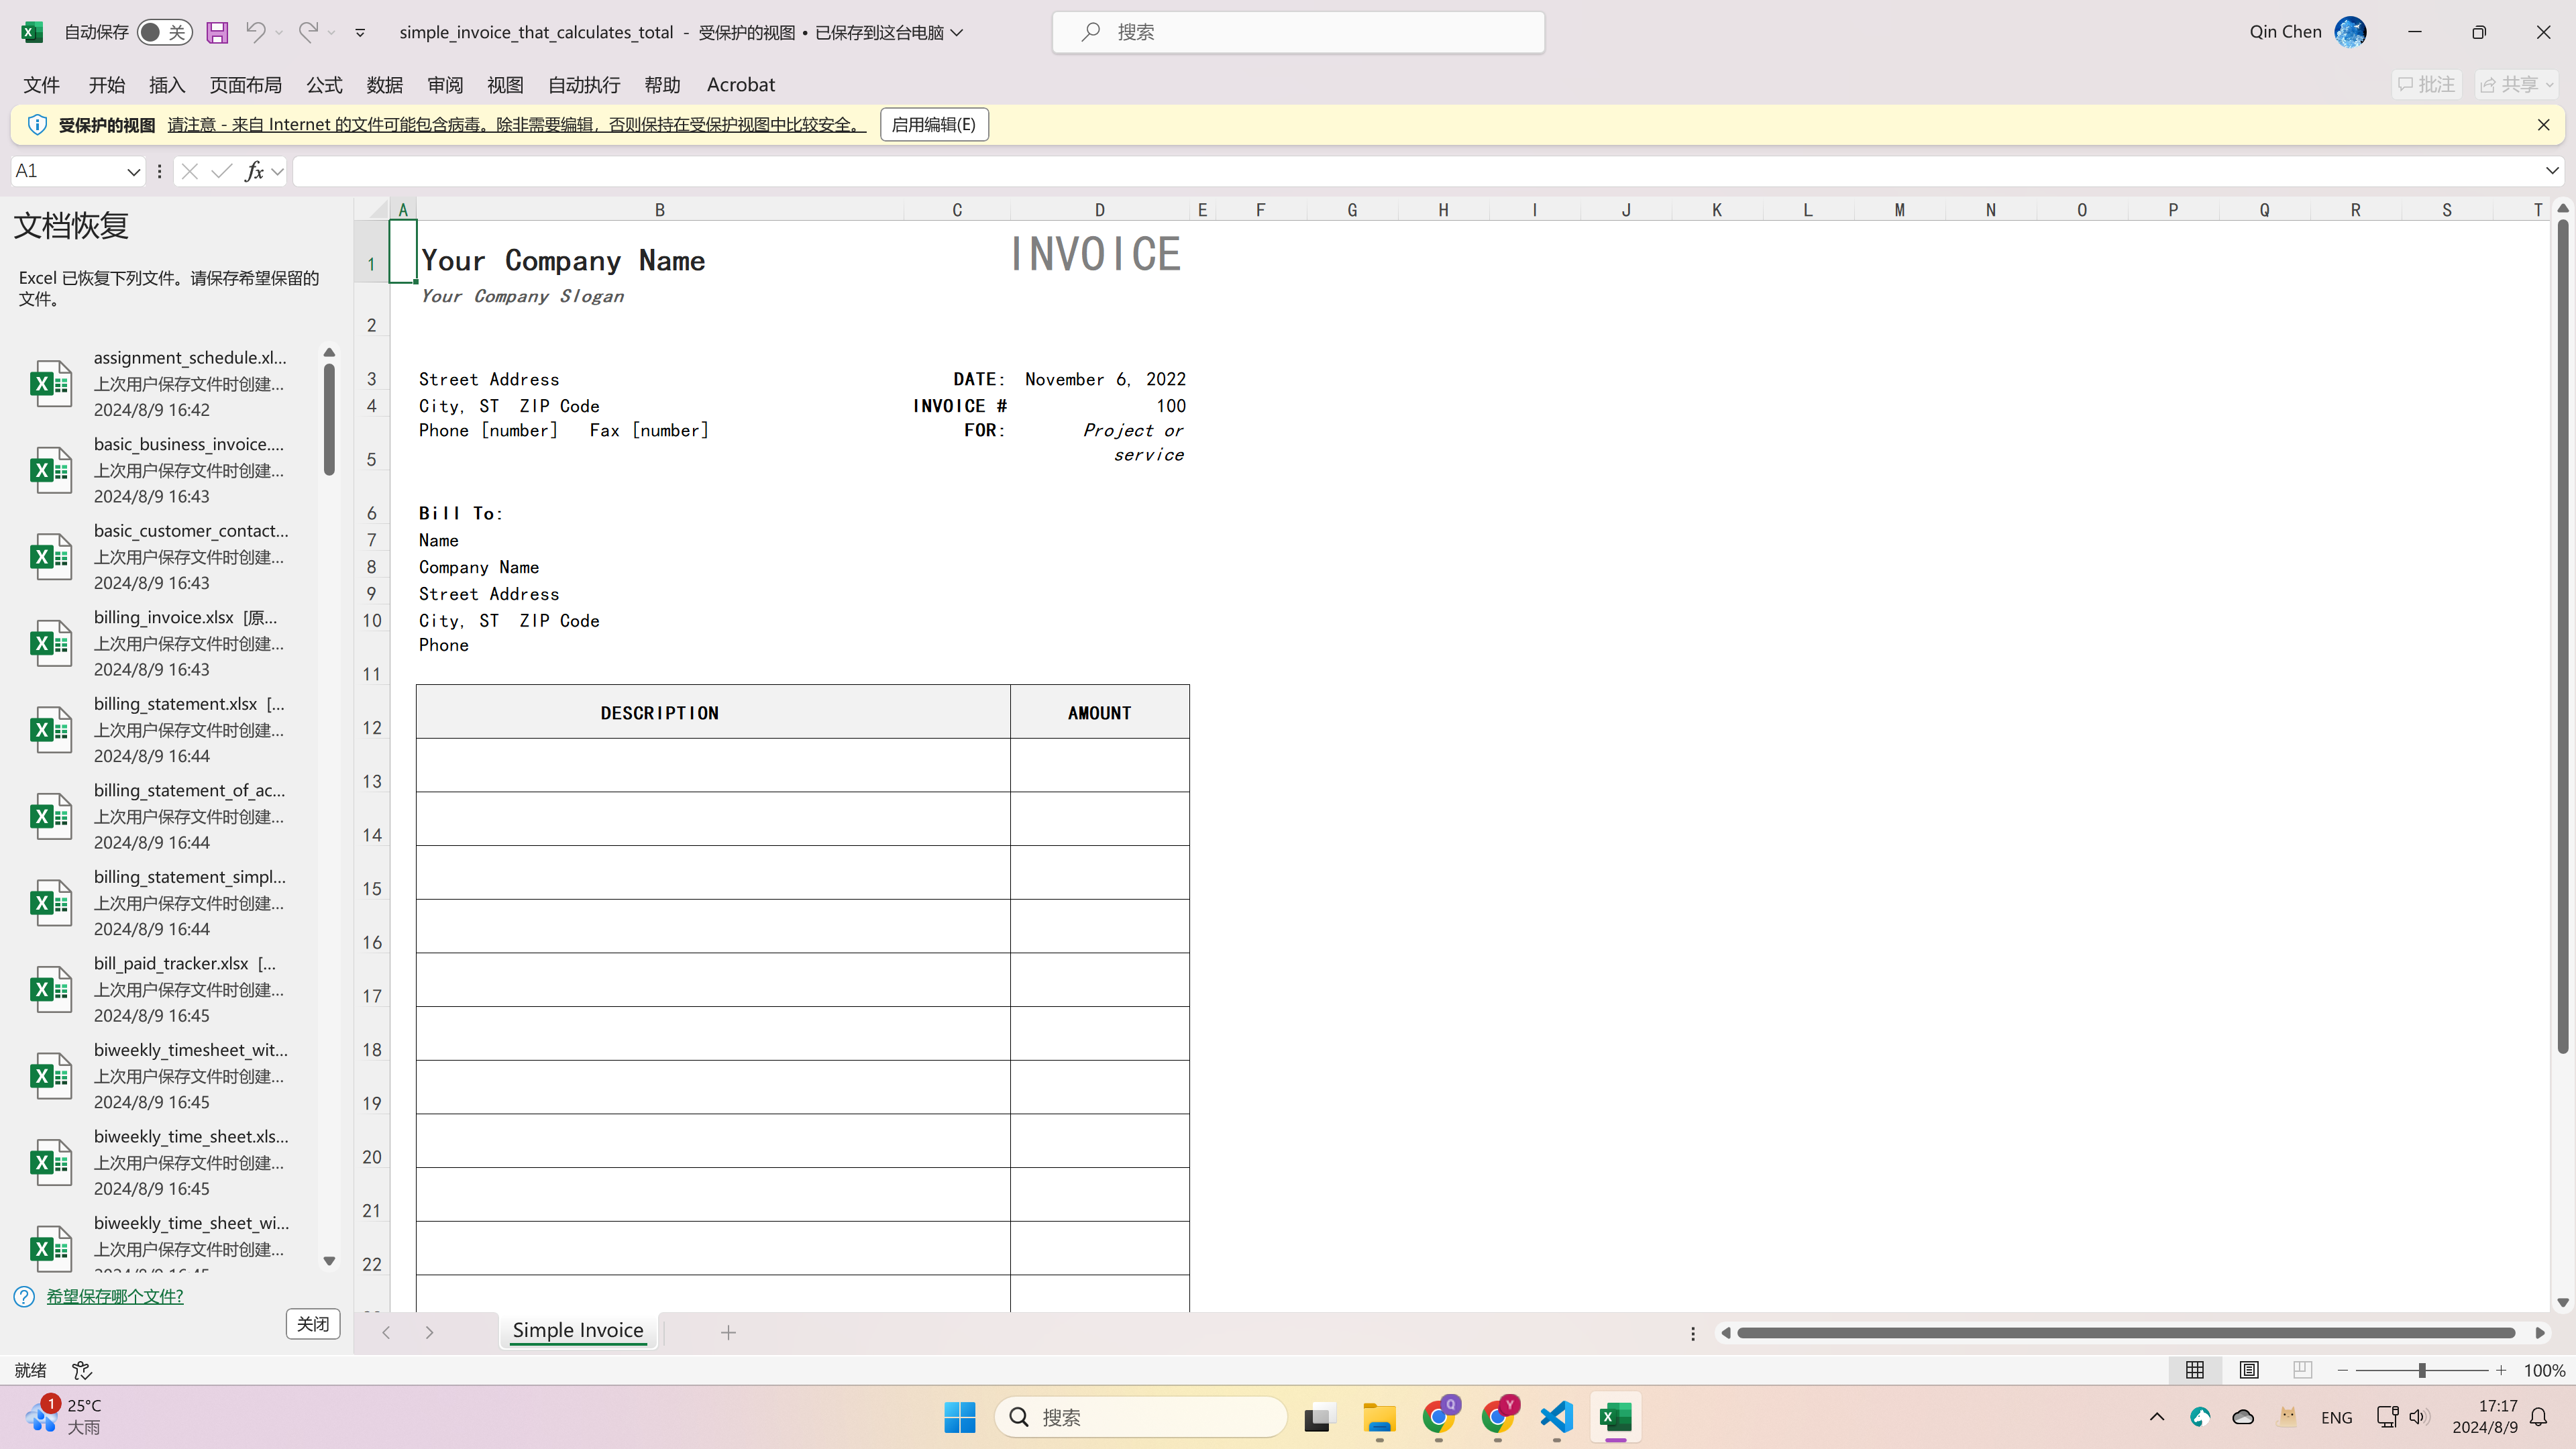 自动保存 关 simple_invoice_that_calculates_total - 受保护的视图 • 已保存到这台电脑 搜索 Qin Chen
文件 开始 插入 页面布局 公式 数据 审阅 视图 自动执行 帮助 Acrobat 批注 共享
受保护的视图 请注意 - 来自 Internet 的文件可能包含病毒。除非需要编辑，否则保持在受保护视图中比较安全。 启用编辑(E)
A1 fx
文档恢复
Excel 已恢复下列文件。请保存希望保留的
文件。
assignment_schedule.xl...
上次用户保存文件时创建...
2024/8/9 16:42
basic_business_invoice....
上次用户保存文件时创建...
2024/8/9 16:43
basic_customer_contact...
上次用户保存文件时创建...
2024/8/9 16:43
billing_invoice.xlsx [原...
上次用户保存文件时创建...
2024/8/9 16:43
billing_statement.xlsx [...
上次用户保存文件时创建...
2024/8/9 16:44
billing_statement_of_ac...
上次用户保存文件时创建...
2024/8/9 16:44
billing_statement_simpl...
上次用户保存文件时创建...
2024/8/9 16:44
bill_paid_tracker.xlsx [...
上次用户保存文件时创建...
2024/8/9 16:45
biweekly_timesheet_wit...
上次用户保存文件时创建...
2024/8/9 16:45
biweekly_time_sheet.xls...
上次用户保存文件时创建...
2024/8/9 16:45
biweekly_time_sheet_wi...
上次用户保存文件时创建...
希望保存哪个文件?
关闭
A B C D E F G H I J K L M N O P Q R S T
1 Your Company Name INVOICE
Your Company Slogan
2
3 Street Address DATE: November 6, 2022
4 City, ST ZIP Code INVOICE # 100
Phone [number] Fax [number] FOR: Project or
5 service
6 Bill To:
7 Name
8 Company Name
9 Street Address
10 City, ST ZIP Code
Phone
11
12 DESCRIPTION AMOUNT
13
14
15
16
17
18
19
20
21
22
Simple Invoice
就绪 100%
1 25°C
大雨
搜索
Q Y
ENG
17:17
2024/8/9